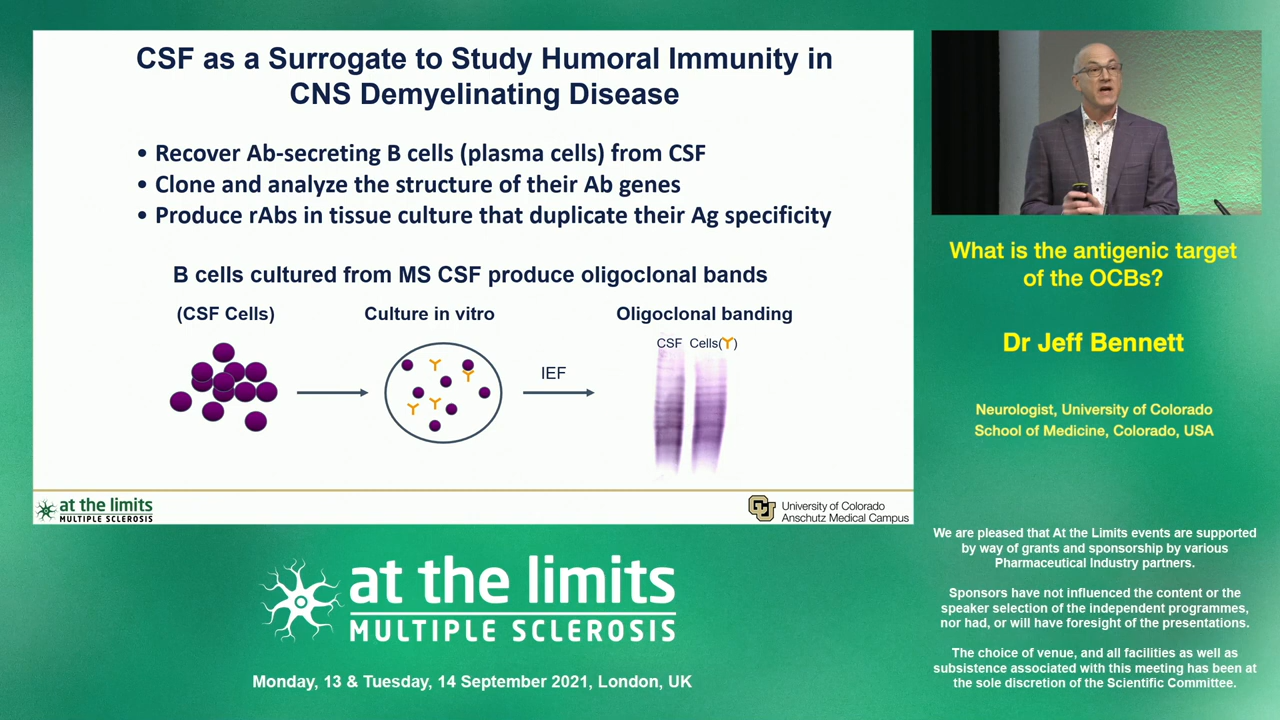 CSF as a Surrogate to Study Humoral Immunity in
CNS Demyelinating Disease
• Recover Ab-secreting B cells (plasma cells) from CSF
• Clone and analyze the structure of their Ab genes
• Produce rAbs in tissue culture that duplicate their Ag specificity
B cells cultured from MS CSF produce oligoclonal bands
(CSF Cells)
Culture in vitro
Oligoclonal banding
CSF Cells(Y)
IEF
at the limits
MULTIPLE SCLEROSIS
CU
University of Colorado
Anschutz Medical Campus
What is the antigenic target
of the OCBs?
Dr Jeff Bennett
Neurologist, University of Colorado
School of Medicine, Colorado, USA
We are pleased that At the Limits events are supported
by way of grants and sponsorship by various
Pharmaceutical Industry partners.
Sponsors have not influenced the content or the
speaker selection of the independent programmes,
nor had, or will have foresight of the presentations.
The choice of venue, and all facilities as well as
subsistence associated with this meeting has been at
the sole discretion of the Scientific Committee.
at the limits
MULTIPLE SCLEROSIS
Monday, 13 & Tuesday, 14 September 2021, London, UK